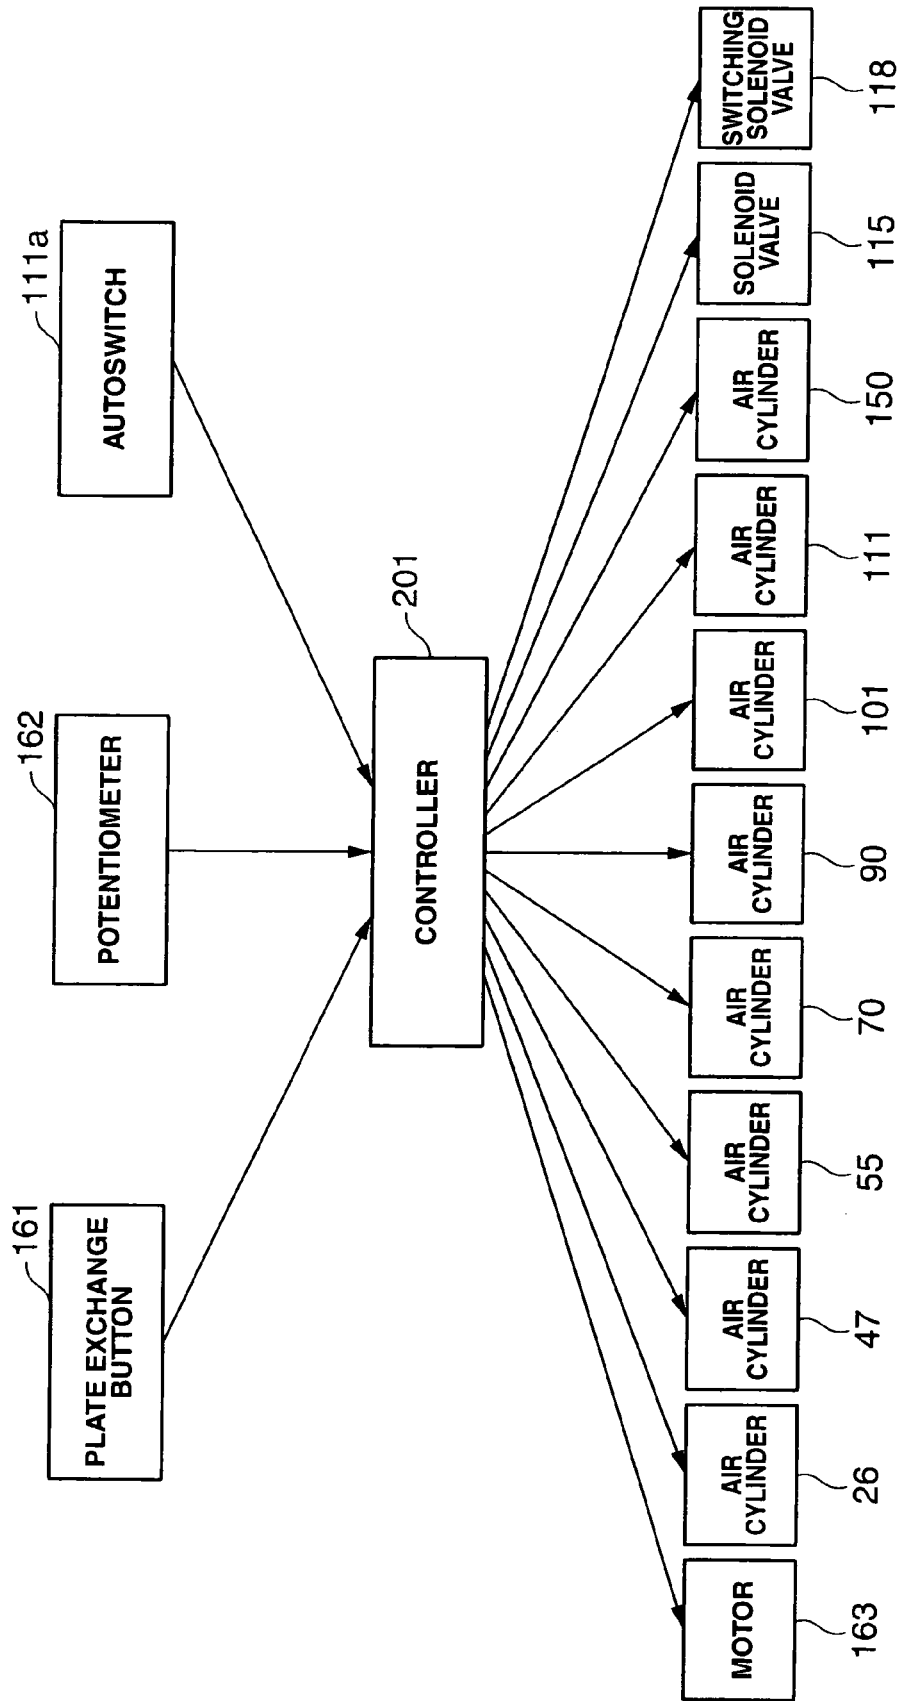 161
PLATE EXCHANGE
BUTTON
162
POTENTIOMETER
111a
AUTOSWITCH
201
CONTROLLER
MOTOR
163
AIR
CYLINDER
26
AIR
CYLINDER
47
AIR
CYLINDER
55
AIR
CYLINDER
70
AIR
CYLINDER
90
AIR
CYLINDER
101
AIR
CYLINDER
111
AIR
CYLINDER
150
SOLENOID
VALVE
115
SWITCHING
SOLENOID
VALVE
118